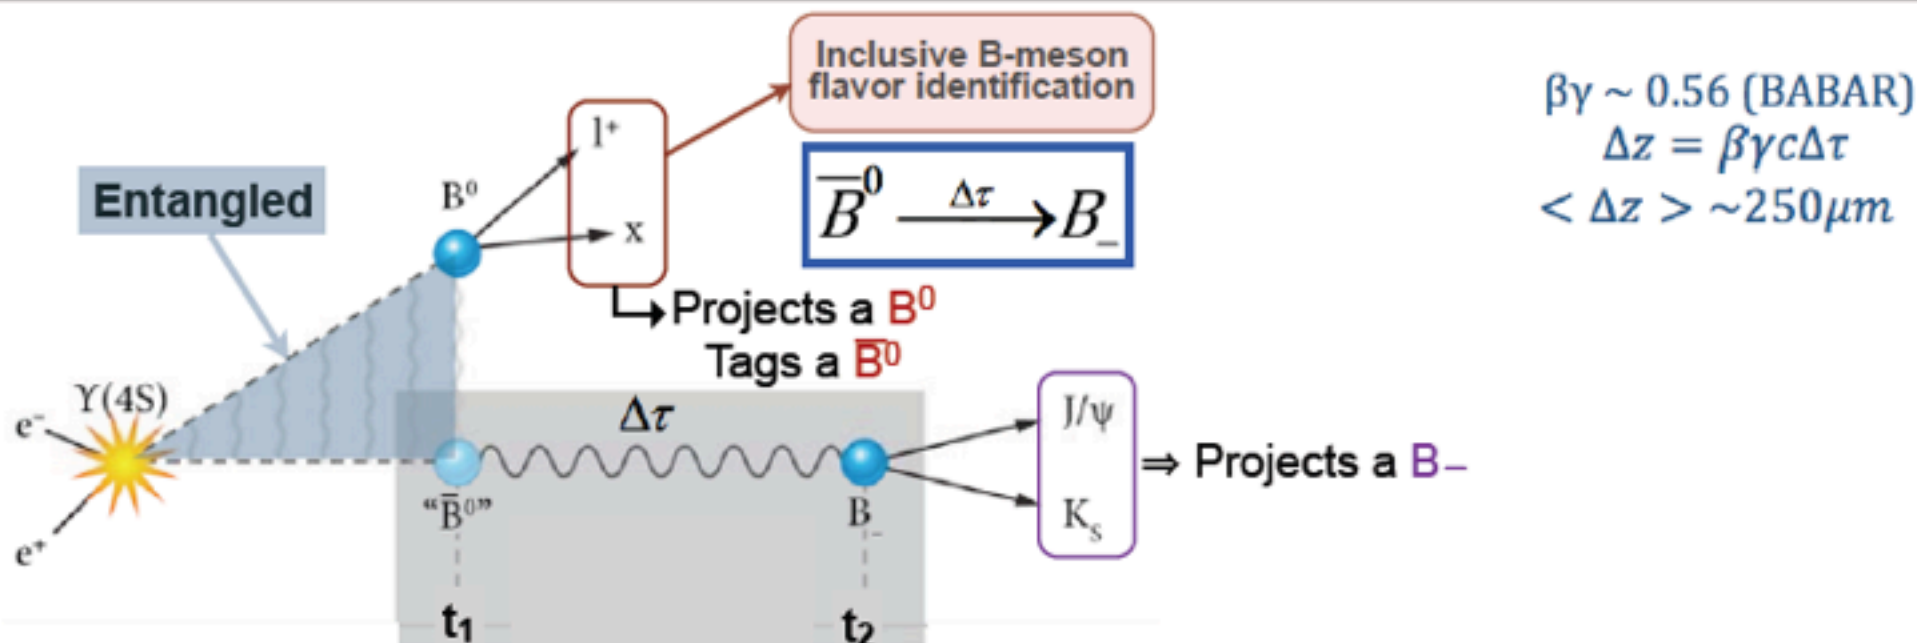 Inclusive B-meson
flavor identification
βγ ~ 0.56 (BABAR)
Δz = βγcΔτ
< Δz > ~250μm
l⁺
x
B⁰
Entangled
B̅⁰ Δτ→ B₋
Projects a B⁰
Tags a B̅⁰
ϒ(4S)
e⁻
e⁺
Δτ
"B̅⁰"
B₋
J/ψ
Kₛ
⇒ Projects a B₋
t₁
t₂